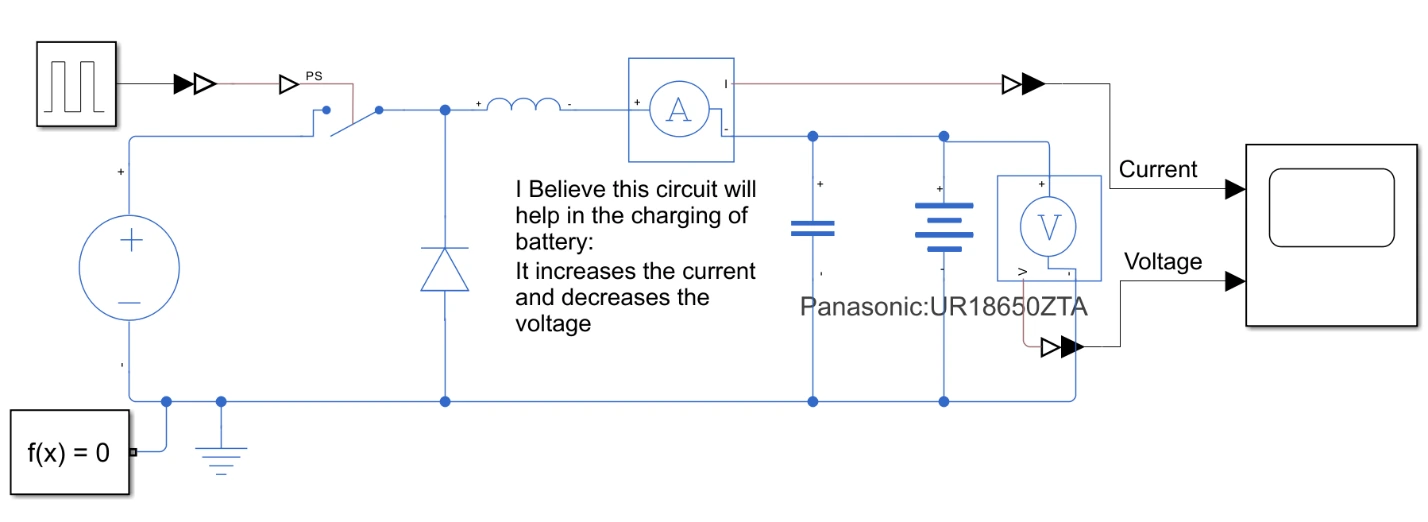 PS
+
-
+
I
-
Current
I Believe this circuit will
help in the charging of
battery:
It increases the current
and decreases the
voltage
A
+
+
-
+
-
+
-
+
V
V
-
Voltage
Panasonic:UR18650ZTA
+
-
-
f(x) = 0